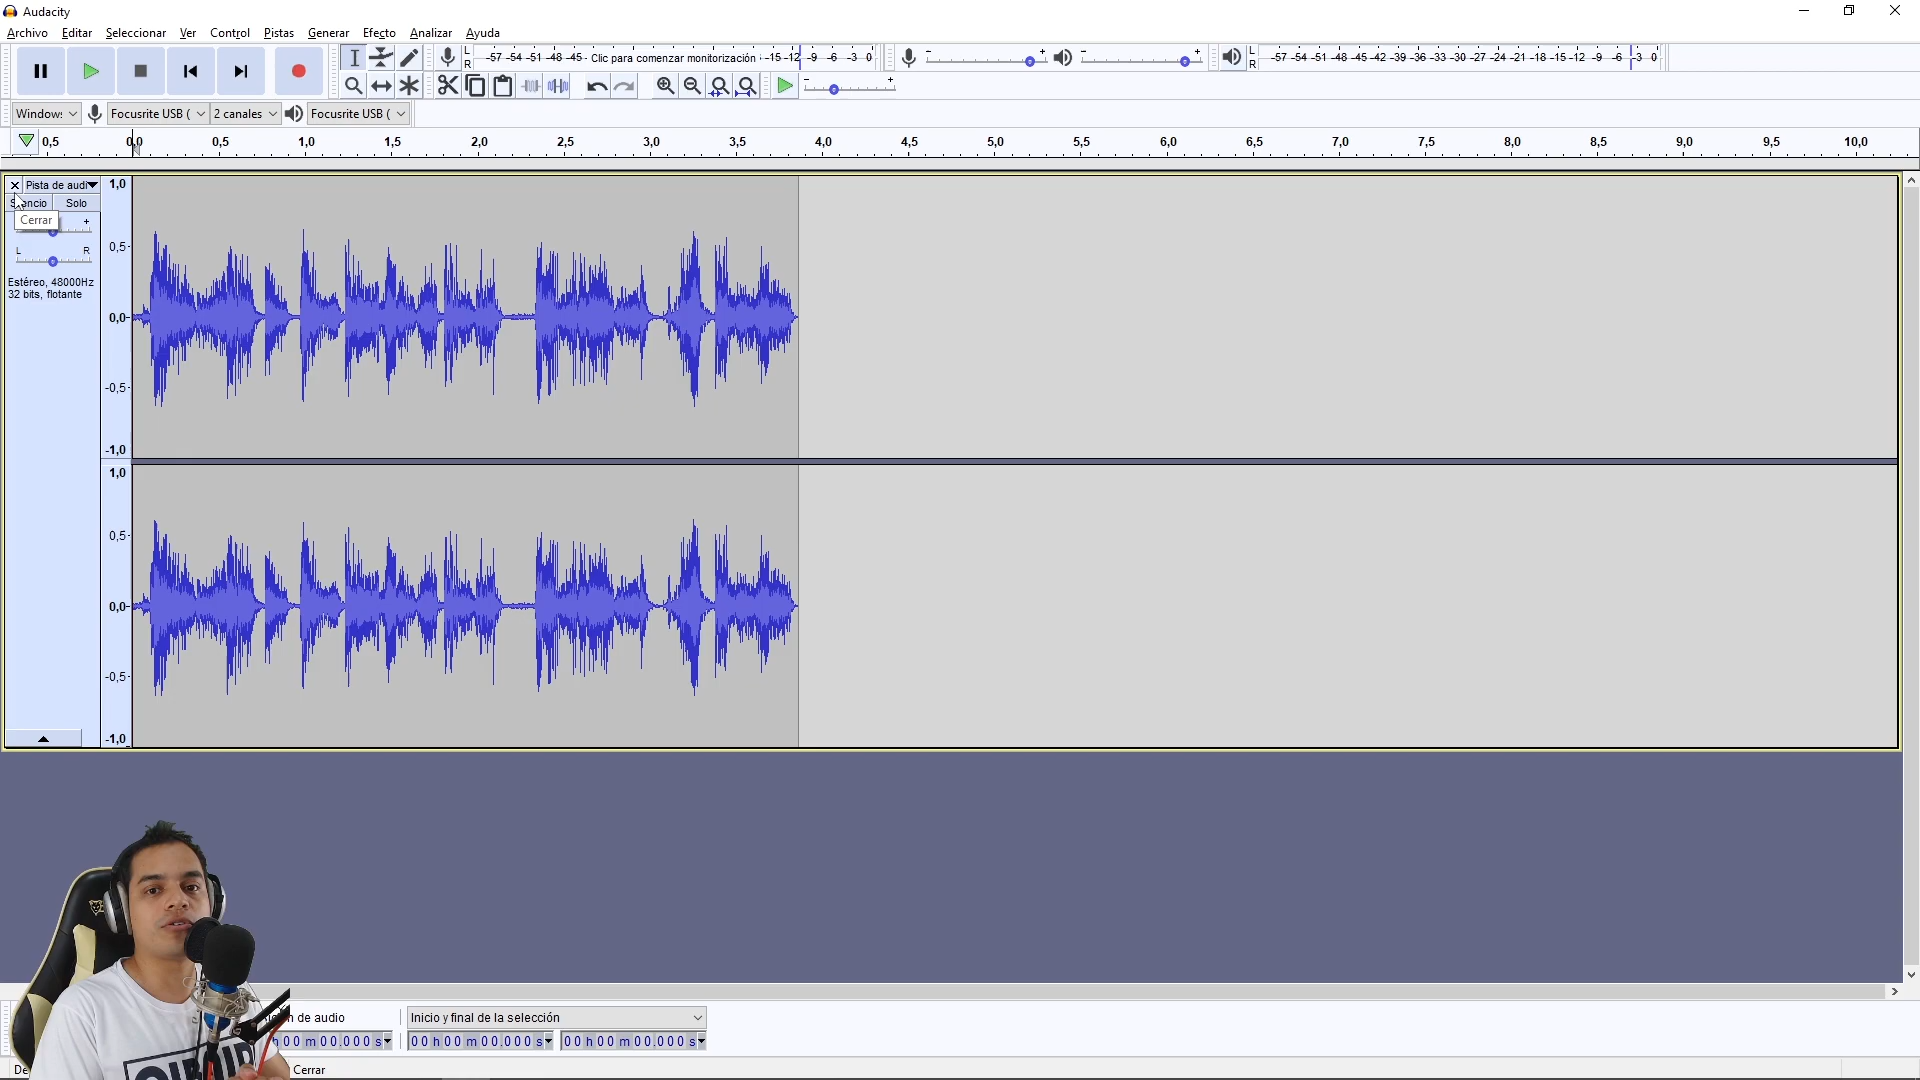 Audacity
Archivo Editar Seleccionar Ver Control Pistas Generar Efecto Analizar Ayuda
L -57 -54 -51 -48 -45 - Clic para comenzar monitorización -15 -12 -9 -6 -3 0 - + - + L -57 -54 -51 -48 -45 -42 -39 -36 -33 -30 -27 -24 -21 -18 -15 -12 -9 -6 -3 0
R R
- +
Windows Focusrite USB ( 2 canales Focusrite USB (
0,5 0,0 0,5 1,0 1,5 2,0 2,5 3,0 3,5 4,0 4,5 5,0 5,5 6,0 6,5 7,0 7,5 8,0 8,5 9,0 9,5 10,0
Pista de audi 1,0
Silencio Solo
Cerrar +
L R 0,5
Estéreo, 48000Hz
32 bits, flotante
0,0
-0,5
-1,0
1,0
0,5
0,0
-0,5
-1,0
de audio Inicio y final de la selección
h 00 m 00.000 s 00 h 00 m 00.000 s 00 h 00 m 00.000 s
De Cerrar